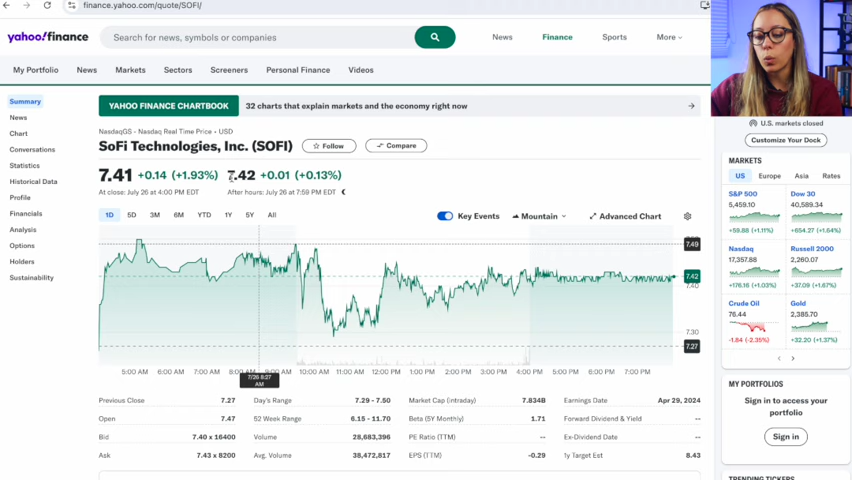 finance.yahoo.com/quote/SOFI/
yahoo!finance
Search for news, symbols or companies
News
Finance
Sports
More
My Portfolio
News
Markets
Sectors
Screeners
Personal Finance
Videos
Summary
News
Chart
Conversations
Statistics
Historical Data
Profile
Financials
Analysis
Options
Holders
Sustainability
YAHOO FINANCE CHARTBOOK
32 charts that explain markets and the economy right now
NasdaqGS - Nasdaq Real Time Price • USD
SoFi Technologies, Inc. (SOFI)
Follow
Compare
7.41 +0.14 (+1.93%)
7.42 +0.01 (+0.13%)
At close: July 26 at 4:00 PM EDT
After hours: July 26 at 7:59 PM EDT
1D 5D 3M 6M YTD 1Y 5Y All
Key Events
Mountain
Advanced Chart
7.49
7.42
7.40
7.30
7.27
5:00 AM 6:00 AM 7:00 AM 8:00 AM 9:00 AM 10:00 AM 11:00 AM 12:00 PM 1:00 PM 2:00 PM 3:00 PM 4:00 PM 5:00 PM 6:00 PM 7:00 PM
7/26 8:27
AM
Previous Close 7.27
Day's Range 7.29 - 7.50
Market Cap (intraday) 7.834B
Earnings Date Apr 29, 2024
Open 7.47
52 Week Range 6.15 - 11.70
Beta (5Y Monthly) 1.71
Forward Dividend & Yield --
Bid 7.40 x 16400
Volume 28,683,396
PE Ratio (TTM) --
Ex-Dividend Date --
Ask 7.43 x 8200
Avg. Volume 38,472,817
EPS (TTM) -0.29
1y Target Est 8.43
U.S. markets closed
Customize Your Dock
MARKETS
US Europe Asia Rates
S&P 500
5,459.10
+59.88 (+1.11%)
Dow 30
40,589.34
+654.27 (+1.64%)
Nasdaq
17,357.88
+176.16 (+1.03%)
Russell 2000
2,260.07
+37.09 (+1.67%)
Crude Oil
76.44
-1.84 (-2.35%)
Gold
2,385.70
+32.20 (+1.37%)
MY PORTFOLIOS
Sign in to access your
portfolio
Sign in
TRENDING TICKERS